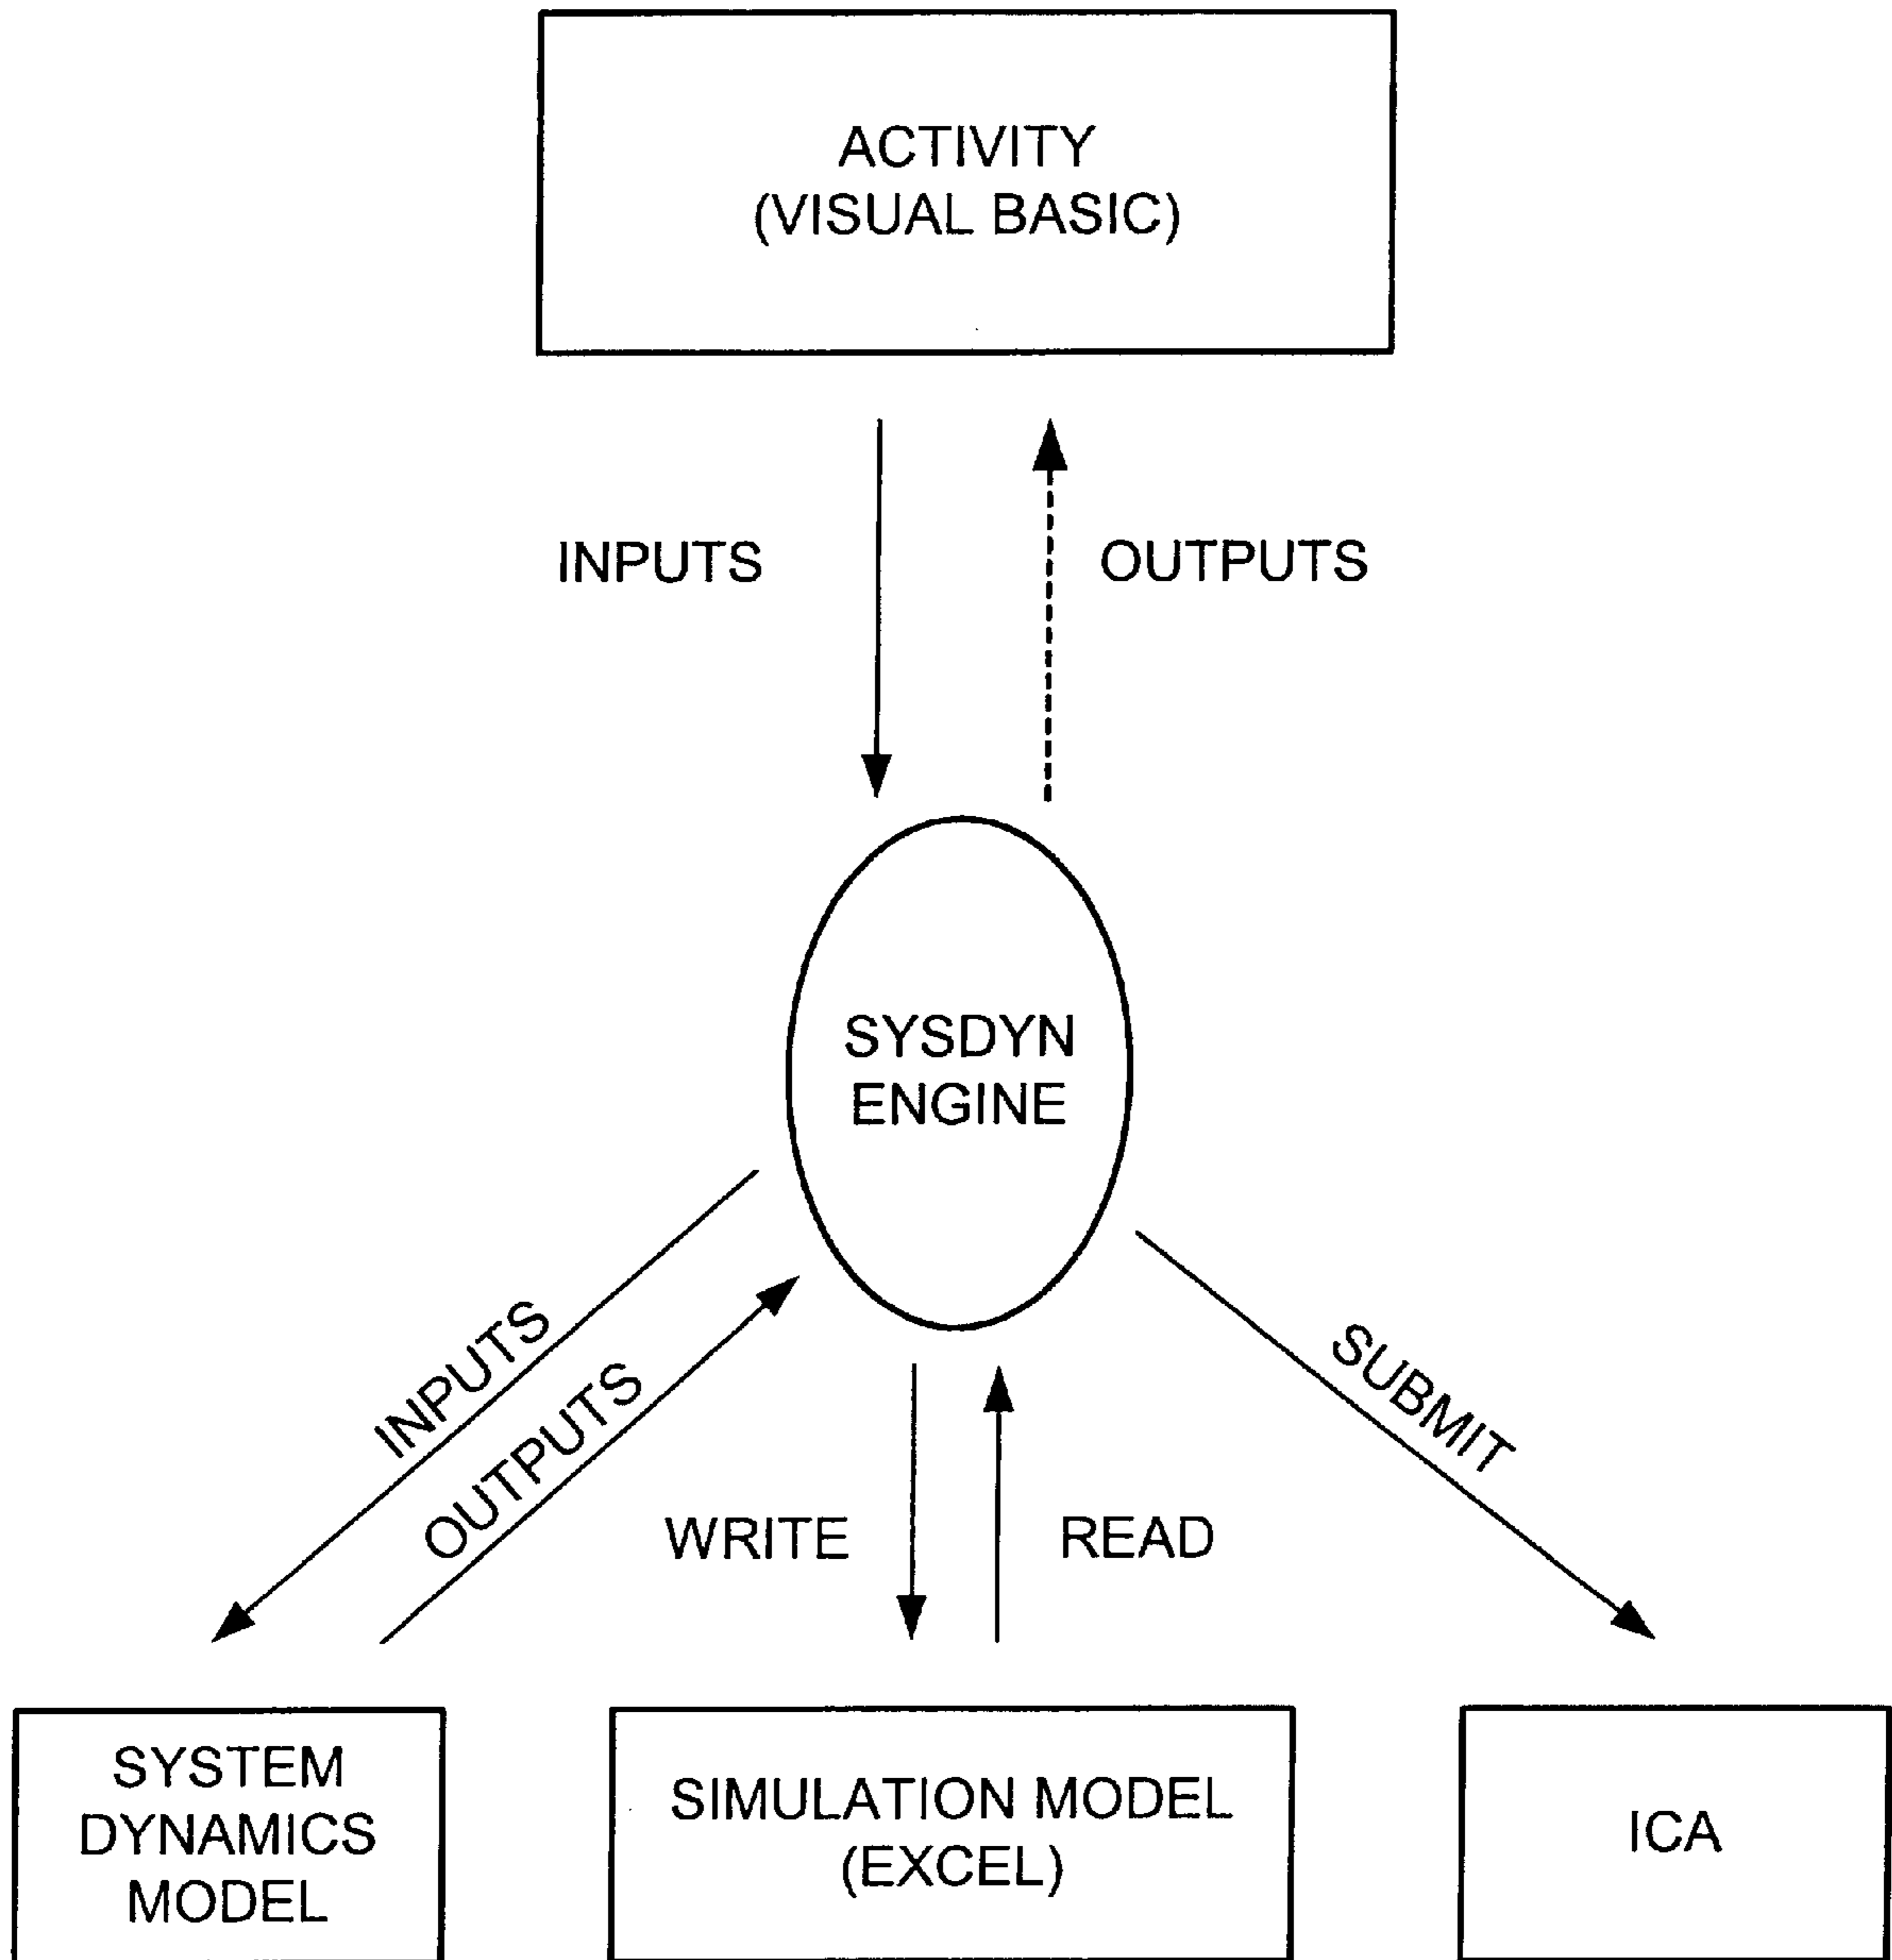 ACTIVITY
(VISUAL BASIC)
INPUTS
OUTPUTS
SYSDYN
ENGINE
INPUTS
OUTPUTS
WRITE
READ
SUBMIT
SYSTEM
DYNAMICS
MODEL
SIMULATION MODEL
(EXCEL)
ICA